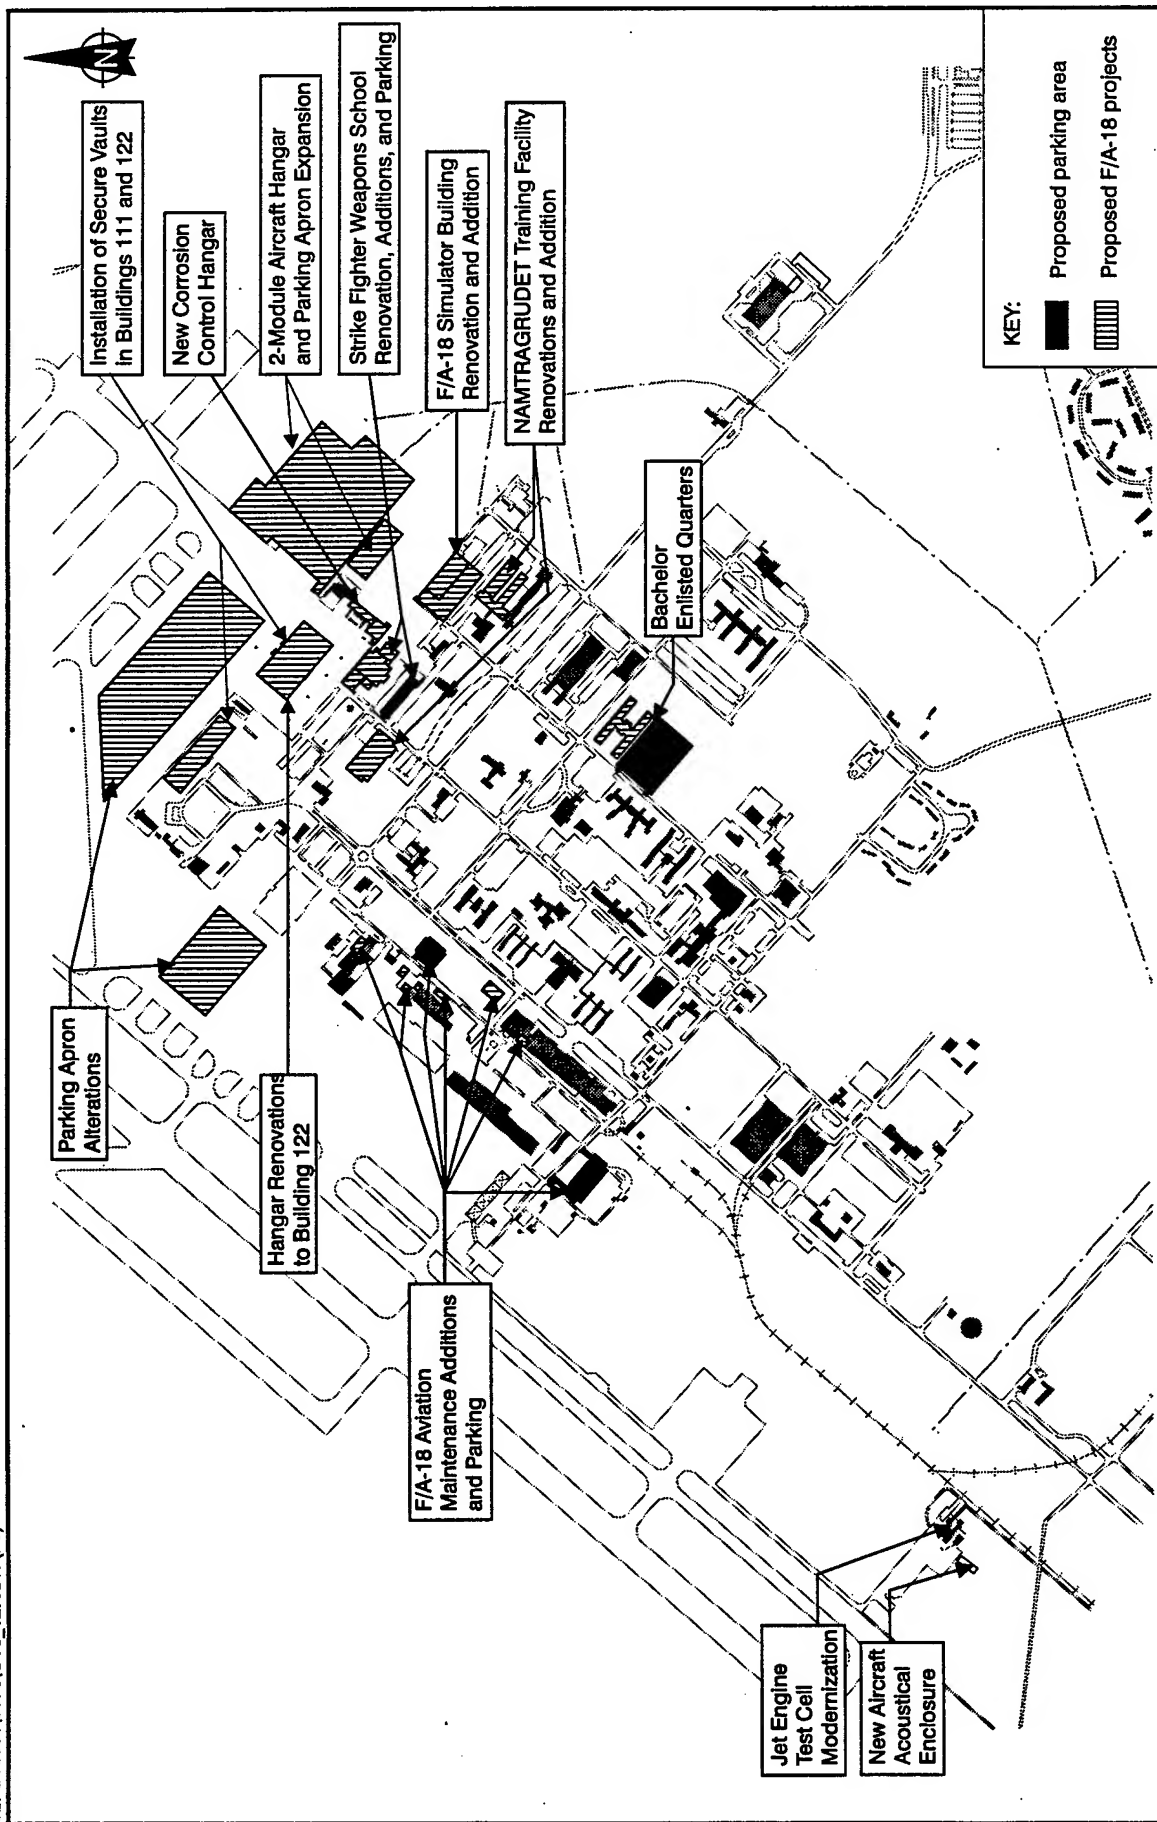 N
Installation of Secure Vaults
in Buildings 111 and 122
New Corrosion
Control Hangar
2-Module Aircraft Hangar
and Parking Apron Expansion
Strike Fighter Weapons School
Renovation, Additions, and Parking
F/A-18 Simulator Building
Renovation and Addition
NAMTRAGRUDET Training Facility
Renovations and Addition
Bachelor
Enlisted Quarters
Parking Apron
Alterations
Hangar Renovations
to Building 122
F/A-18 Aviation
Maintenance Additions
and Parking
Jet Engine
Test Cell
Modernization
New Aircraft
Acoustical
Enclosure
KEY:
Proposed parking area
Proposed F/A-18 projects